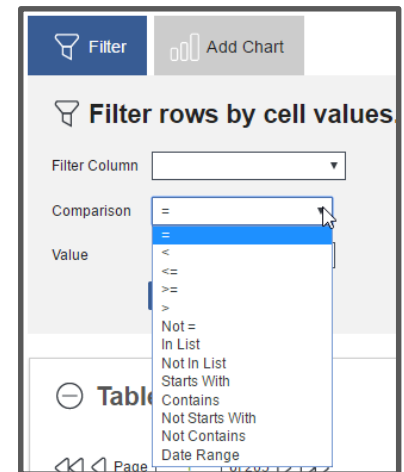 Filter
Add Chart
Filter rows by cell values.
Filter Column
Comparison =
Value
=
<
<=
>=
>
Not =
In List
Not In List
Starts With
Contains
Not Starts With
Not Contains
Date Range
Table
Page